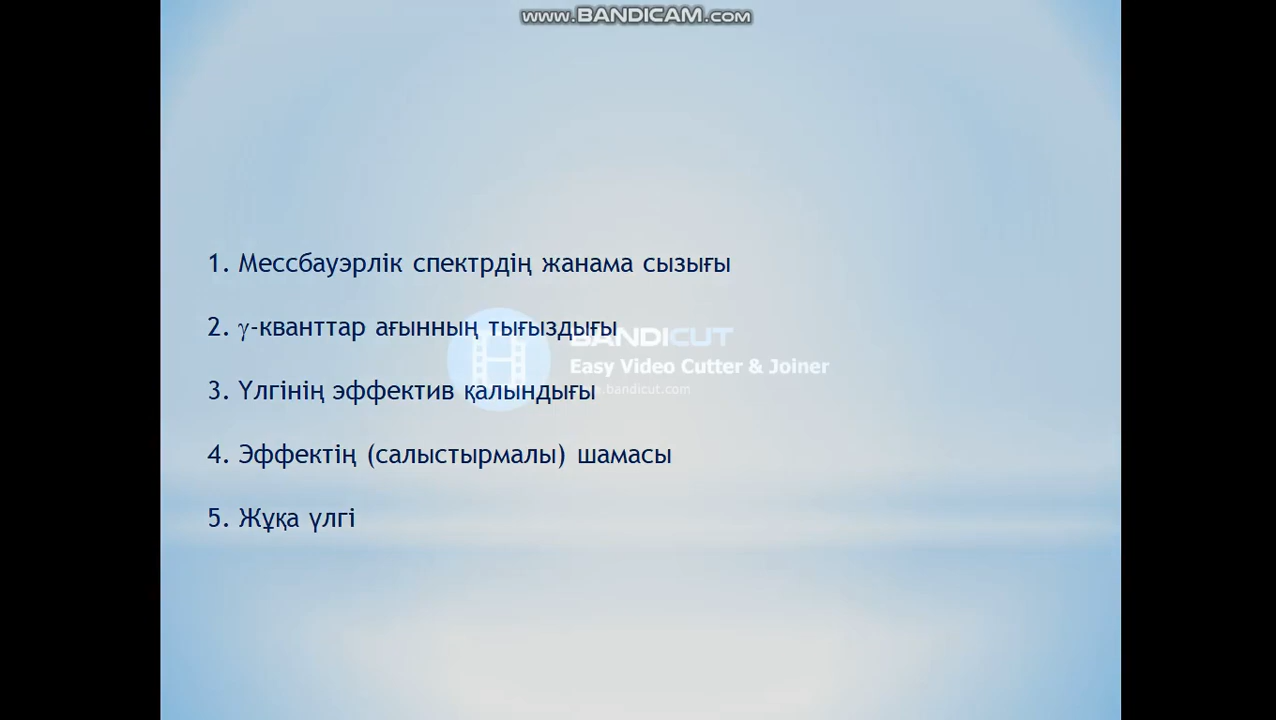 www.BANDICAM.com
1. Мессбауэрлік спектрдің жанама сызығы
2. γ-кванттар ағынның тығыздығы
BANDICUT
Easy Video Cutter & Joiner
3. Үлгінің эффектив қалындығы
.bandicut.com
4. Эффектің (салыстырмалы) шамасы
5. Жұқа үлгі